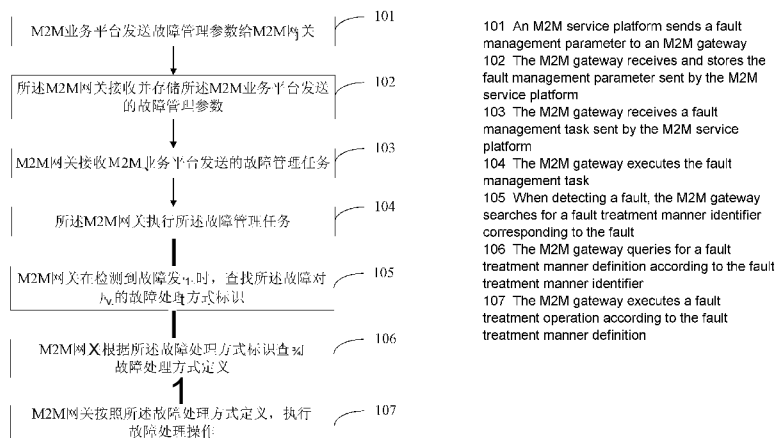 M2M业务平台发送故障管理参数给M2M网关
101
所述M2M网关接收并存储所述M2M业务平台发送
的故障管理参数
102
M2M网关接收M2M业务平台发送的故障管理任务
103
所述M2M网关执行所述故障管理任务
104
M2M网关在检测到故障发 时，查找所述故障对
的故障处理方式标识
105
M2M网X根据所述故障处理方式标识查
故障处理方式定义
106
1
M2M网关按照所述故障处理方式定义，执行
故障处理操作
107
101 An M2M service platform sends a fault
management parameter to an M2M gateway
102 The M2M gateway receives and stores the
fault management parameter sent by the M2M
service platform
103 The M2M gateway receives a fault
management task sent by the M2M service
platform
104 The M2M gateway executes the fault
management task
105 When detecting a fault, the M2M gateway
searches for a fault treatment manner identifier
corresponding to the fault
106 The M2M gateway queries for a fault
treatment manner definition according to the fault
treatment manner identifier
107 The M2M gateway executes a fault
treatment operation according to the fault
treatment manner definition